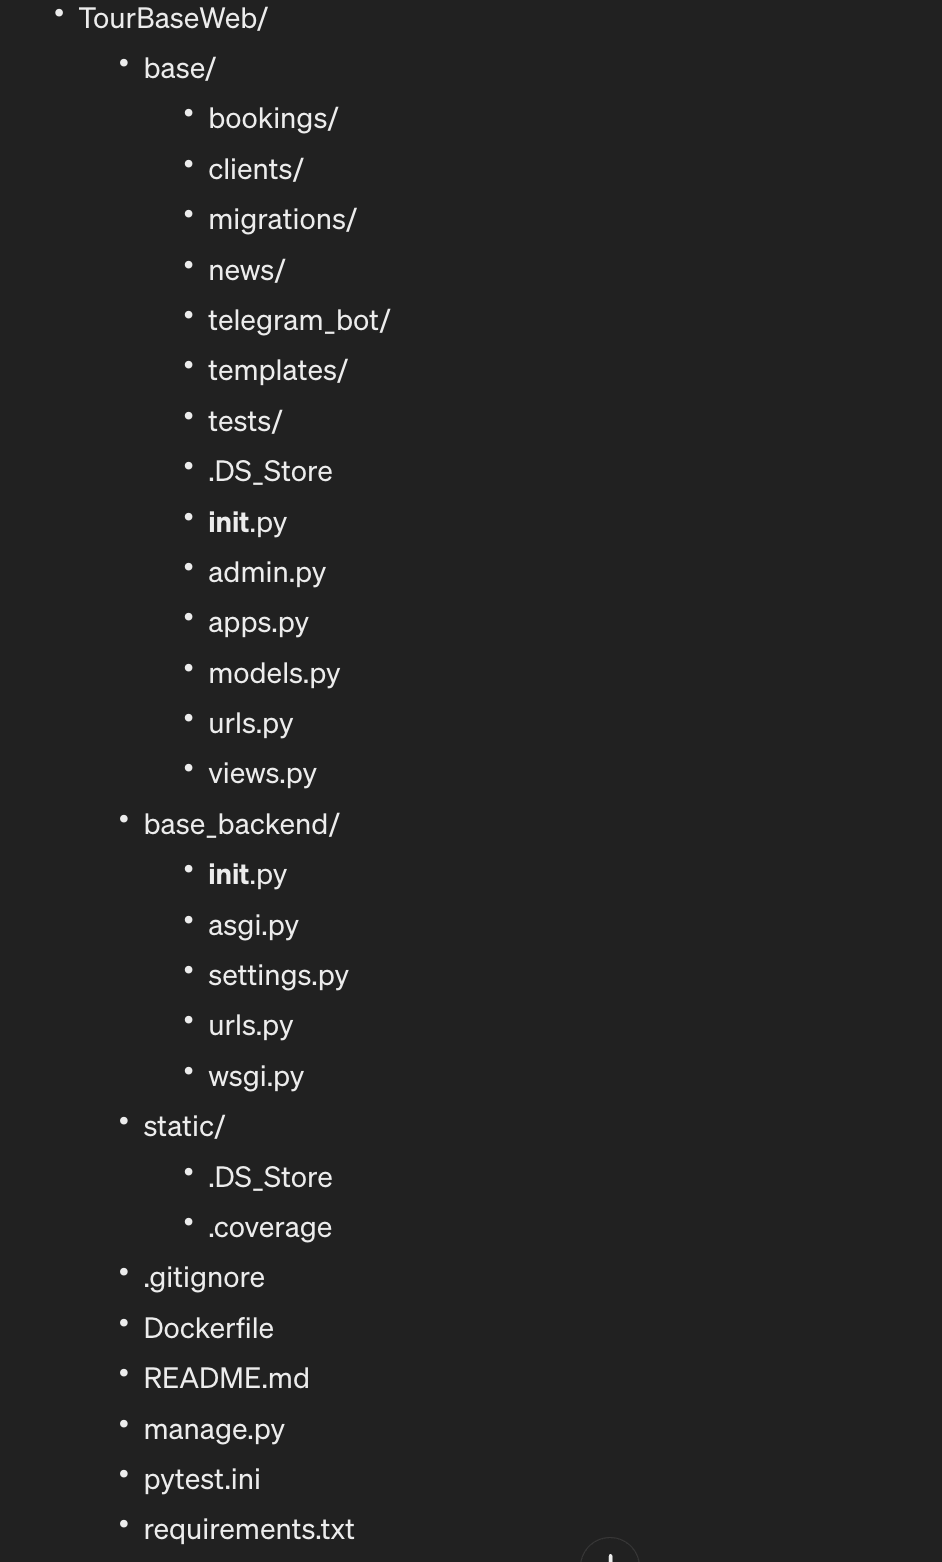 TourBaseWeb/
base/
bookings/
clients/
migrations/
news/
telegram_bot/
templates/
tests/
.DS_Store
init.py
admin.py
apps.py
models.py
urls.py
views.py
base_backend/
init.py
asgi.py
settings.py
urls.py
wsgi.py
static/
.DS_Store
.coverage
.gitignore
Dockerfile
README.md
manage.py
pytest.ini
requirements.txt